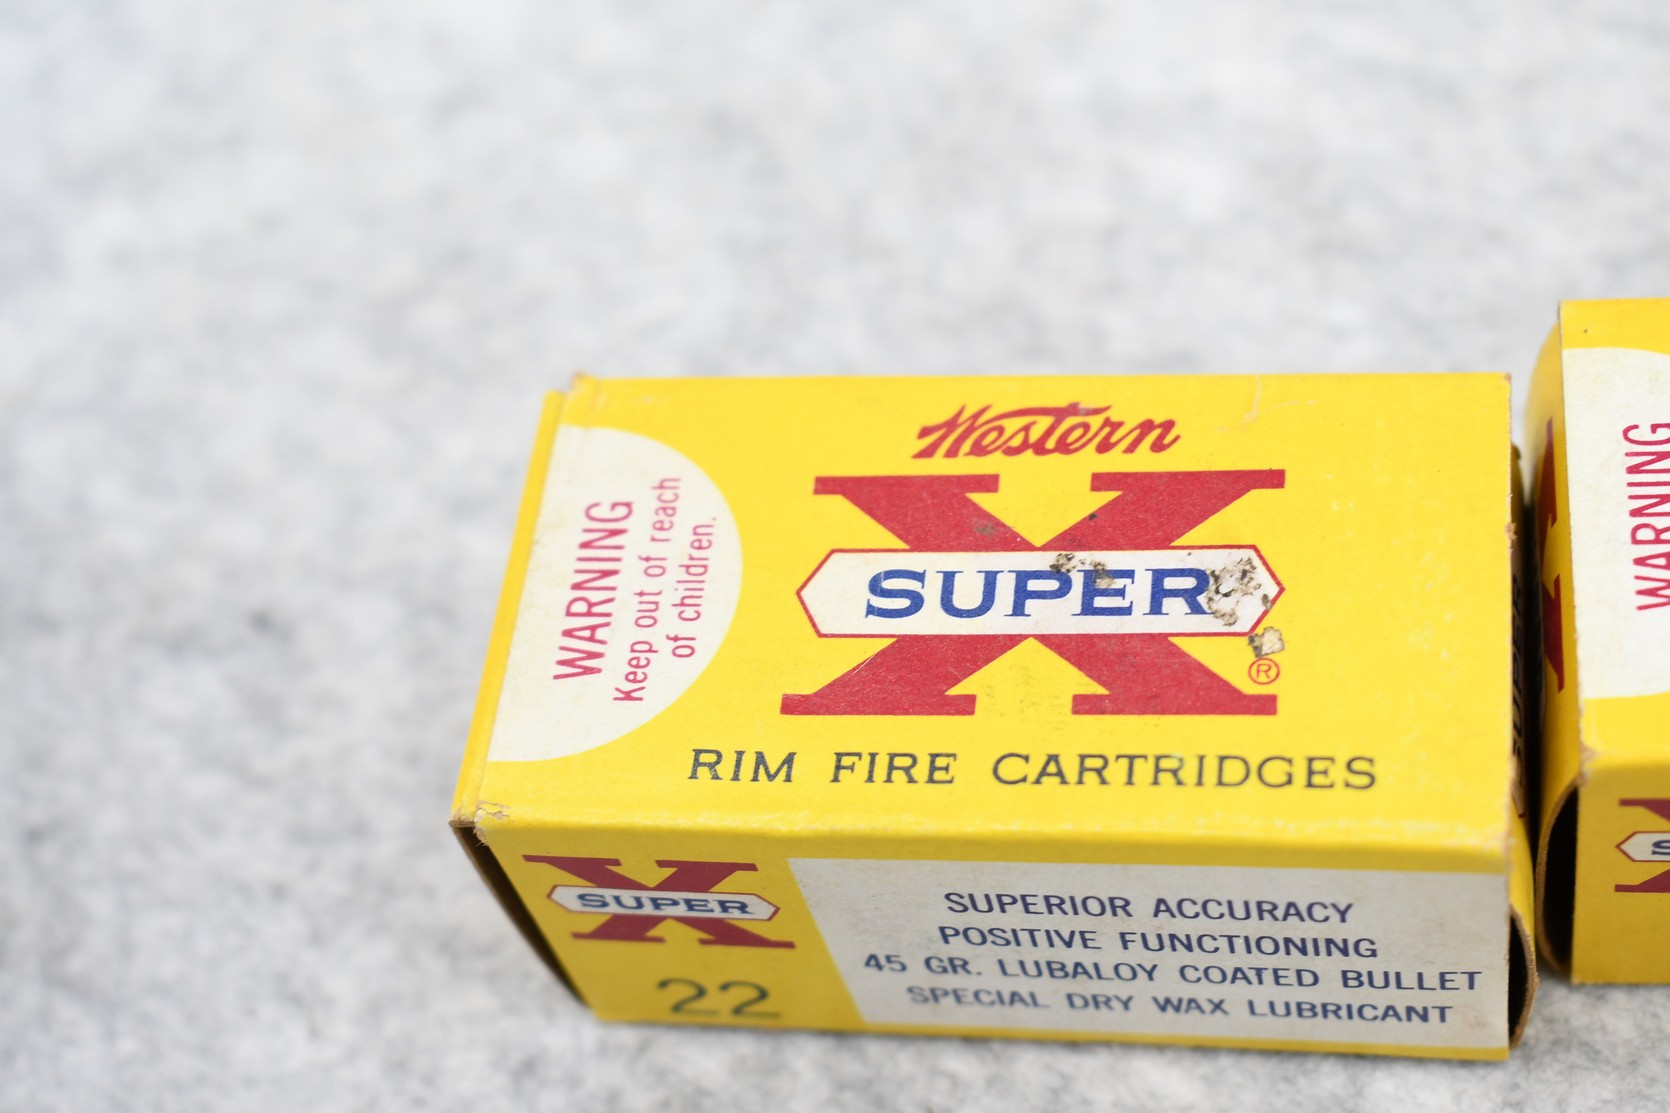 Western
X
SUPER
®
RIM FIRE CARTRIDGES
WARNING
Keep out of reach
of children.
X
SUPER
22
SUPERIOR ACCURACY
POSITIVE FUNCTIONING
45 GR. LUBALOY COATED BULLET
SPECIAL DRY WAX LUBRICANT
WARNING